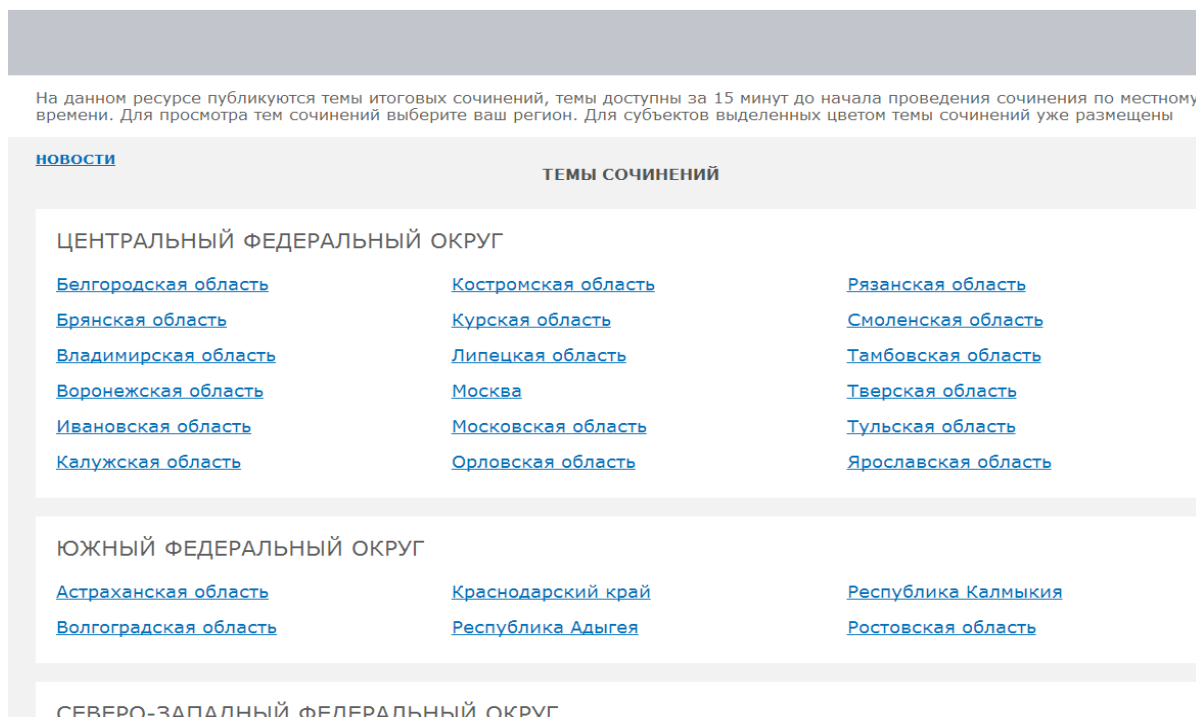 На данном ресурсе публикуются темы итоговых сочинений, темы доступны за 15 минут до начала проведения сочинения по местному
времени. Для просмотра тем сочинений выберите ваш регион. Для субъектов выделенных цветом темы сочинений уже размещены
НОВОСТИ
ТЕМЫ СОЧИНЕНИЙ
ЦЕНТРАЛЬНЫЙ ФЕДЕРАЛЬНЫЙ ОКРУГ
Белгородская область Костромская область Рязанская область
Брянская область Курская область Смоленская область
Владимирская область Липецкая область Тамбовская область
Воронежская область Москва Тверская область
Ивановская область Московская область Тульская область
Калужская область Орловская область Ярославская область
ЮЖНЫЙ ФЕДЕРАЛЬНЫЙ ОКРУГ
Астраханская область Краснодарский край Республика Калмыкия
Волгоградская область Республика Адыгея Ростовская область
СЕВЕРО-ЗАПАДНЫЙ ФЕДЕРАЛЬНЫЙ ОКРУГ